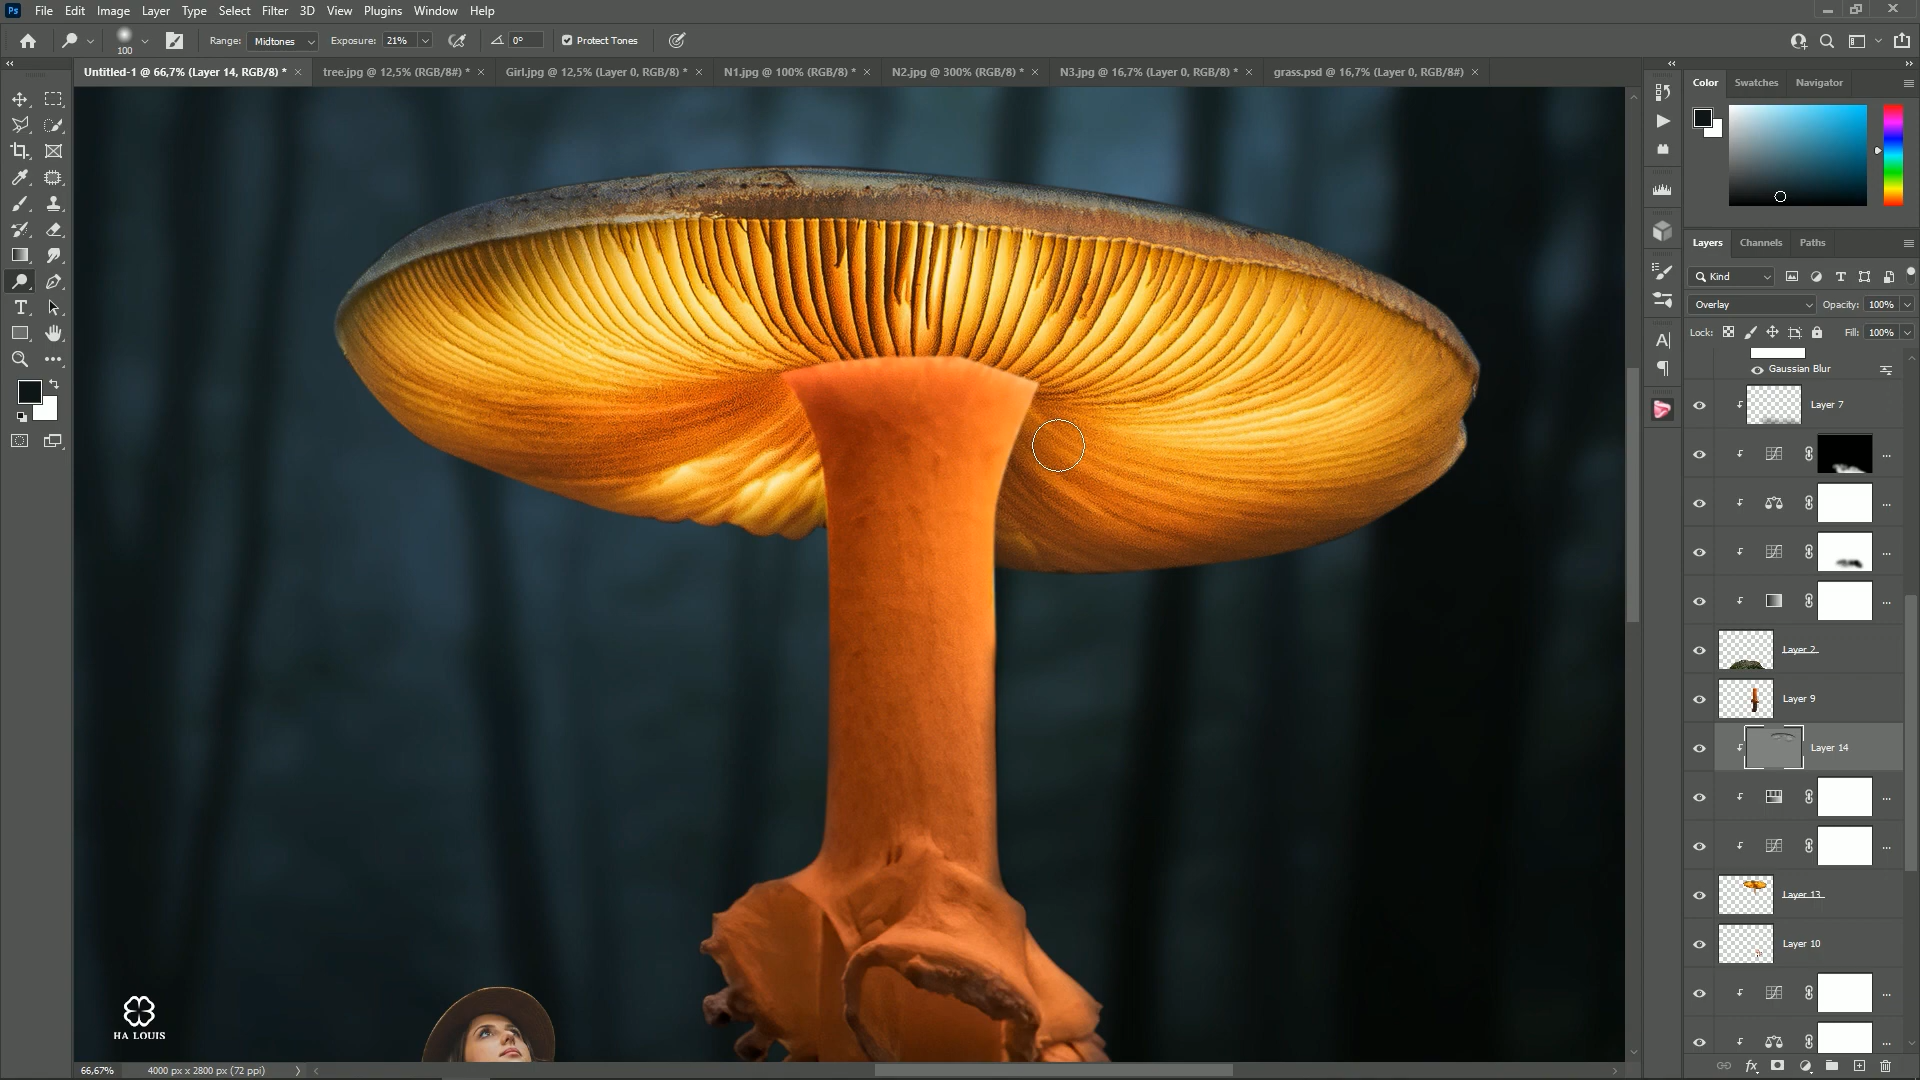 Ps File Edit Image Layer Type Select Filter 3D View Plugins Window Help
100 Range: Midtones Exposure: 21% 0° Protect Tones
Untitled-1 @ 66,7% (Layer 14, RGB/8) * × tree.jpg @ 12,5% (RGB/8#) * × Girl.jpg @ 12,5% (Layer 0, RGB/8) * × N1.jpg @ 100% (RGB/8) * × N2.jpg @ 300% (RGB/8) * × N3.jpg @ 16,7% (Layer 0, RGB/8) * × grass.psd @ 16,7% (Layer 0, RGB/8#) ×
Color Swatches Navigator
Layers Channels Paths
Kind
Overlay Opacity: 100%
Lock: Fill: 100%
Gaussian Blur
Layer 7
Layer 2
Layer 9
Layer 14
Layer 13
Layer 10
HA LOUIS
66,67% 4000 px x 2800 px (72 ppi)